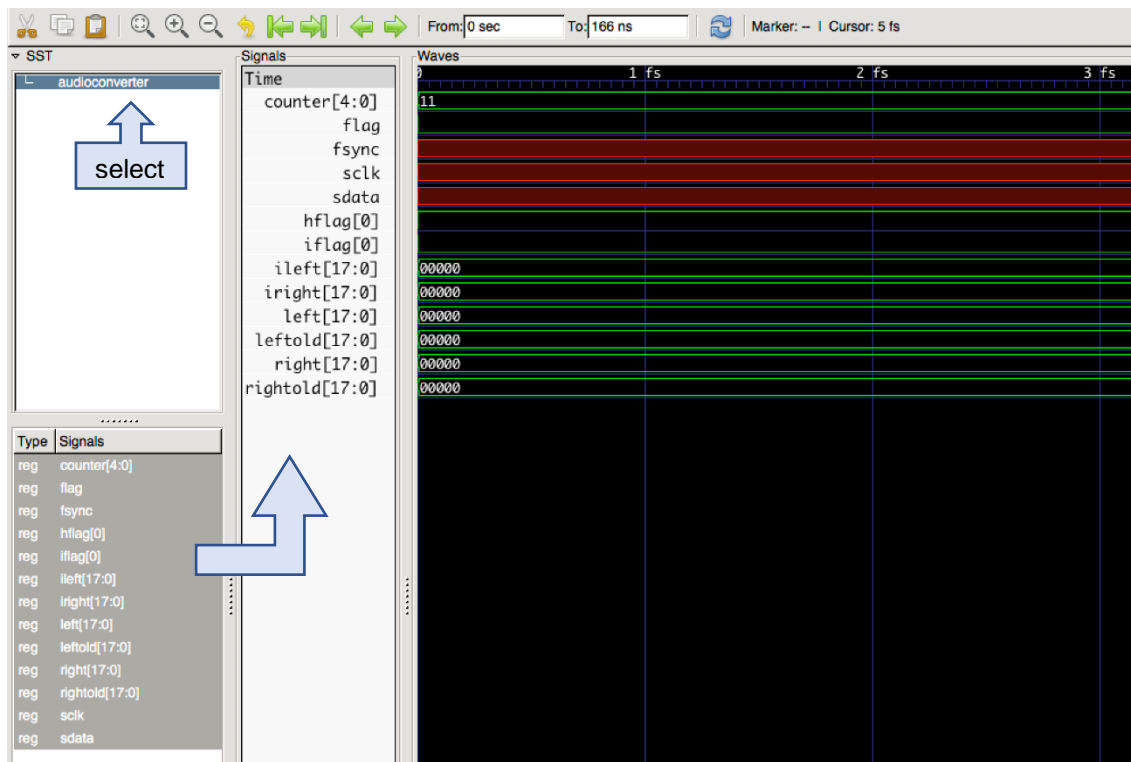 From: 0 sec To: 166 ns Marker: -- | Cursor: 5 fs
SST
audioconverter
select
Type Signals
reg counter[4:0]
reg flag
reg fsync
reg hflag[0]
reg iflag[0]
reg ileft[17:0]
reg iright[17:0]
reg left[17:0]
reg leftold[17:0]
reg right[17:0]
reg rightold[17:0]
reg sclk
reg sdata
Signals
Time
counter[4:0]
flag
fsync
sclk
sdata
hflag[0]
iflag[0]
ileft[17:0]
iright[17:0]
left[17:0]
leftold[17:0]
right[17:0]
rightold[17:0]
Waves
0 1 fs 2 fs 3 fs
11
00000
00000
00000
00000
00000
00000